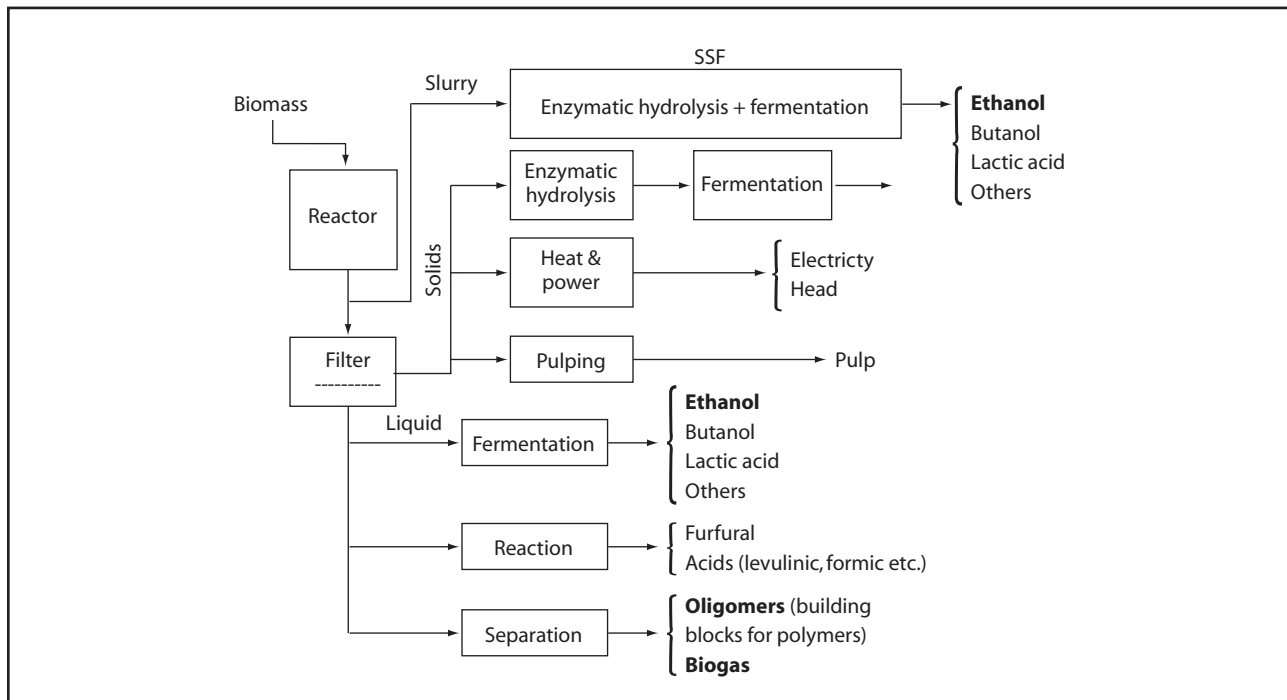 SSF
Slurry
Biomass
Enzymatic hydrolysis + fermentation
Ethanol
Butanol
Lactic acid
Others
Reactor
Solids
Enzymatic
hydrolysis
Fermentation
Heat &
power
Electricty
Head
Filter
----------
Pulping
Pulp
Liquid
Fermentation
Ethanol
Butanol
Lactic acid
Others
Reaction
Furfural
Acids (levulinic, formic etc.)
Separation
Oligomers (building
blocks for polymers)
Biogas